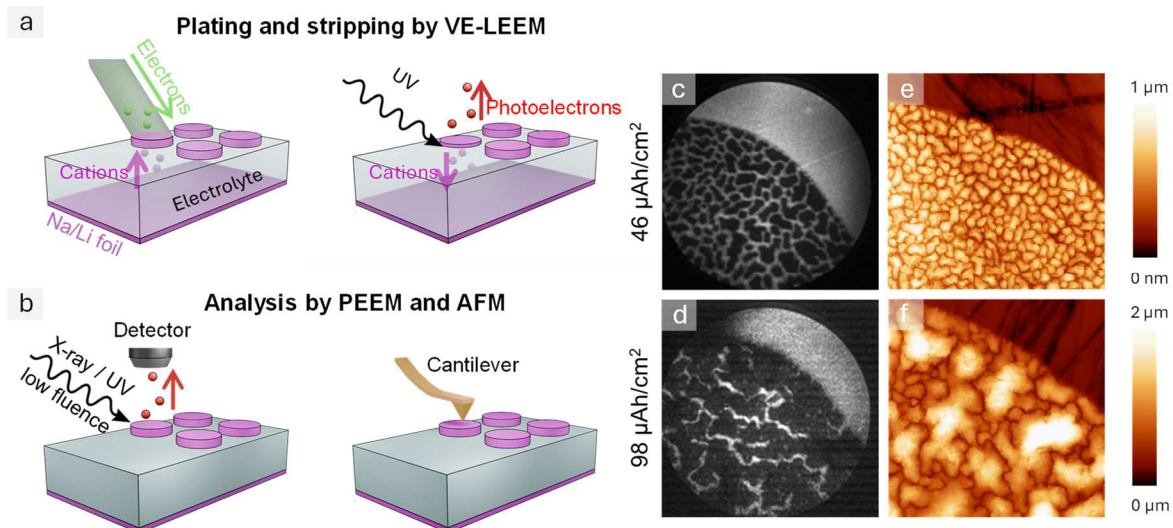 a
Plating and stripping by VE-LEEM
Electrons
Cations
Electrolyte
Na/Li foil
UV
Photoelectrons
Cations
b
Analysis by PEEM and AFM
Detector
X-ray / UV
low fluence
Cantilever
46 µAh/cm²
98 µAh/cm²
c
d
e
f
1 µm
0 nm
2 µm
0 µm